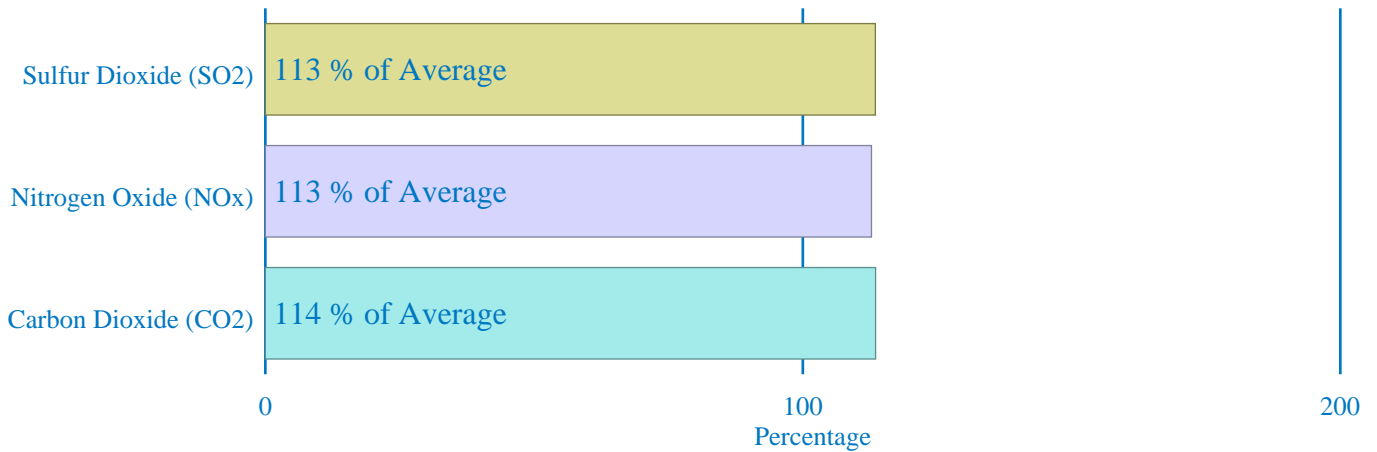 Sulfur Dioxide (SO2)
113 % of Average
Nitrogen Oxide (NOx)
113 % of Average
Carbon Dioxide (CO2)
114 % of Average
0 100 200
Percentage